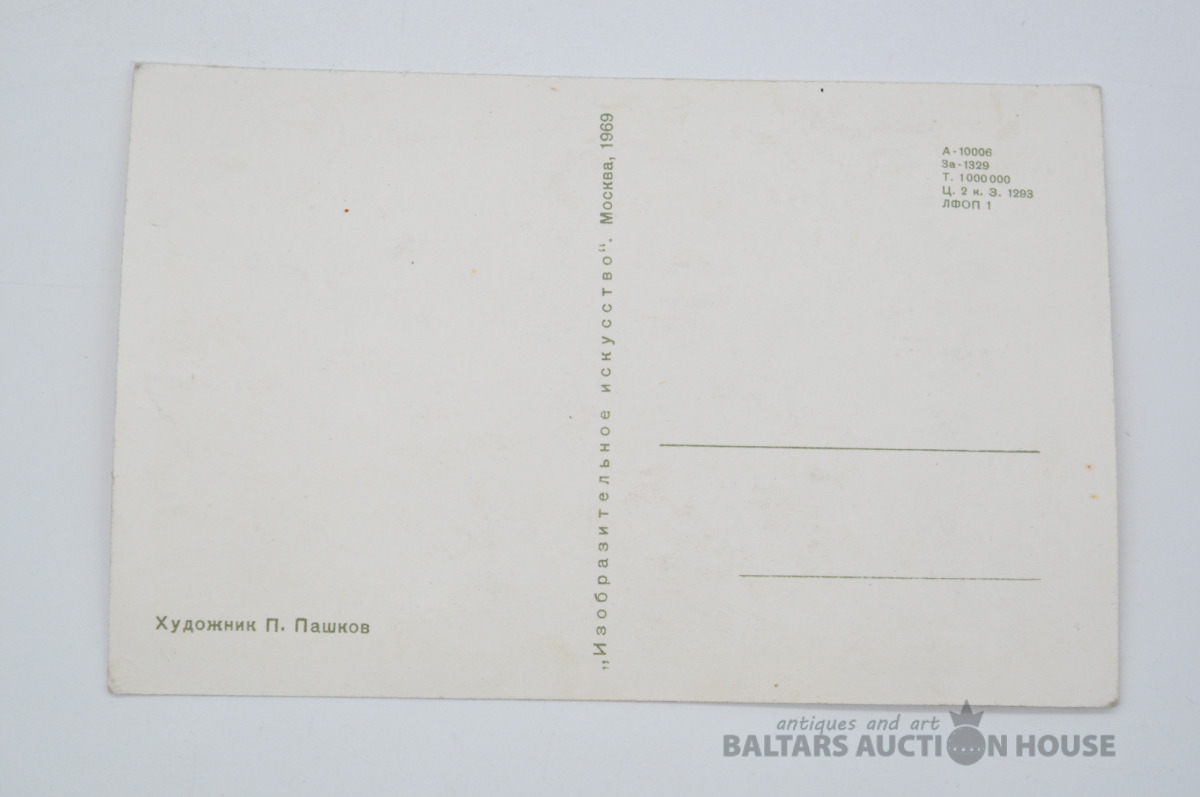 Художник П. Пашков
„Изобразительное искусство“. Москва, 1969
А-10006
За-1329
Т. 1000000
Ц. 2 к. З. 1293
ЛФОП 1
antiques and art
BALTARS AUCTION HOUSE